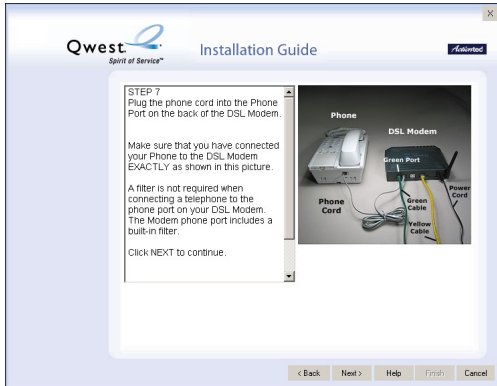 Qwest.
Spirit of Service™
Installation Guide
Actiontec
STEP 7
Plug the phone cord into the Phone
Port on the back of the DSL Modem.
Make sure that you have connected
your Phone to the DSL Modem
EXACTLY as shown in this picture.
A filter is not required when
connecting a telephone to the
phone port on your DSL Modem.
The Modem phone port includes a
built-in filter.
Click NEXT to continue.
Phone
DSL Modem
Green Port
Phone
Cord
Green
Cable
Power
Cord
Yellow
Cable
< Back
Next >
Help
Finish
Cancel